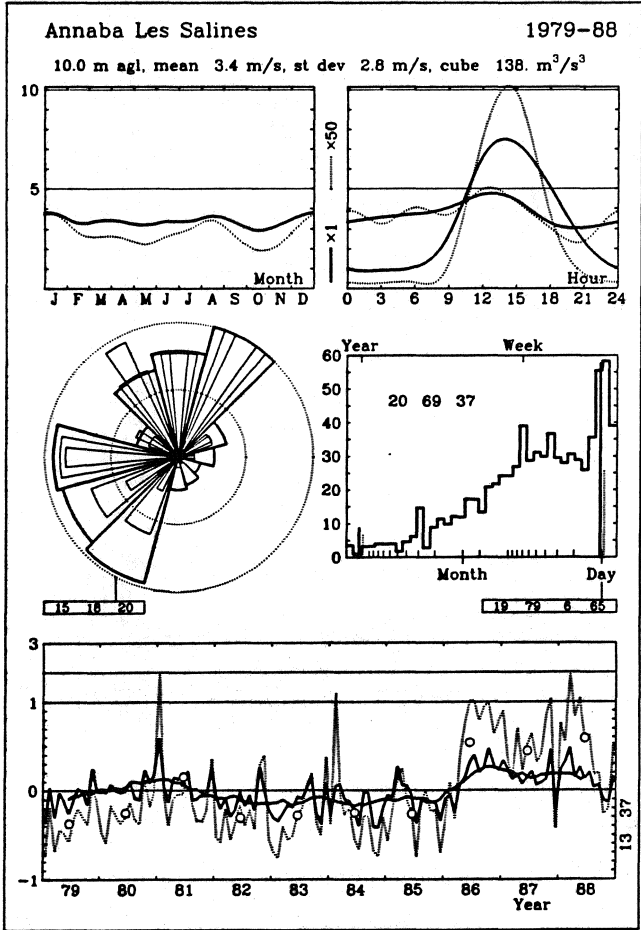 Annaba Les Salines 1979-88
10.0 m agl, mean 3.4 m/s, st dev 2.8 m/s, cube 138. m³/s³
10
5
Month
J F M A M J J A S O N D
×1 ×50
Hour
0 3 6 9 12 15 18 21 24
15 18 20
Year Week
60
50
40
30
20
10
0
20 69 37
Month Day
19 79 6 65
3
1
0
-1
79 80 81 82 83 84 85 86 87 88
Year
13 37